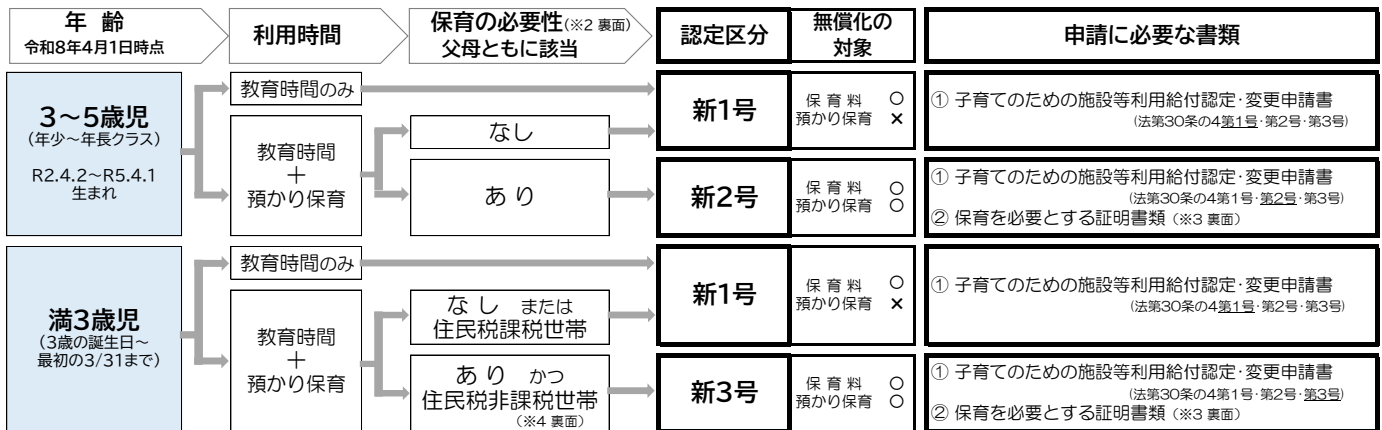 年 齢
令和8年4月1日時点
利用時間
保育の必要性(※2 裏面)
父母ともに該当
認定区分
無償化の
対象
申請に必要な書類
3～5歳児
(年少～年長クラス)
R2.4.2～R5.4.1
生まれ
教育時間のみ
教育時間
＋
預かり保育
なし
あ り
新1号
保 育 料 ○
預かり保育 ×
① 子育てのための施設等利用給付認定・変更申請書
(法第30条の4第1号・第2号・第3号)
新2号
保 育 料 ○
預かり保育 ○
① 子育てのための施設等利用給付認定・変更申請書
(法第30条の4第1号・第2号・第3号)
② 保育を必要とする証明書類（※3 裏面）
満3歳児
(3歳の誕生日～
最初の3/31まで)
教育時間のみ
教育時間
＋
預かり保育
な し または
住民税課税世帯
あ り かつ
住民税非課税世帯
(※4 裏面)
新1号
保 育 料 ○
預かり保育 ×
① 子育てのための施設等利用給付認定・変更申請書
(法第30条の4第1号・第2号・第3号)
新3号
保 育 料 ○
預かり保育 ○
① 子育てのための施設等利用給付認定・変更申請書
(法第30条の4第1号・第2号・第3号)
② 保育を必要とする証明書類（※3 裏面）